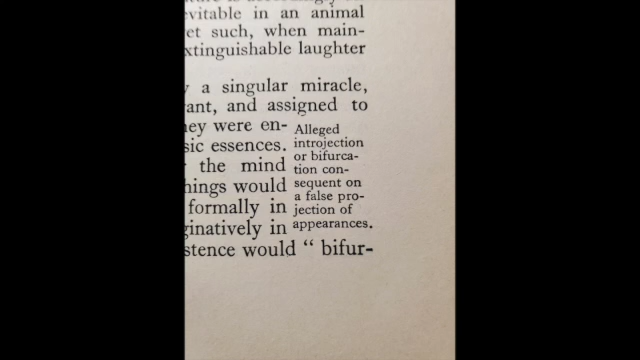 evitable in an animal
et such, when main-
xtinguishable laughter
a singular miracle,
ant, and assigned to
ey were en-
sic essences.
the mind
hings would
formally in
ginatively in
stence would “ bifur-
Alleged
introjection
or bifurca-
tion con-
sequent on
a false pro-
jection of
appearances.